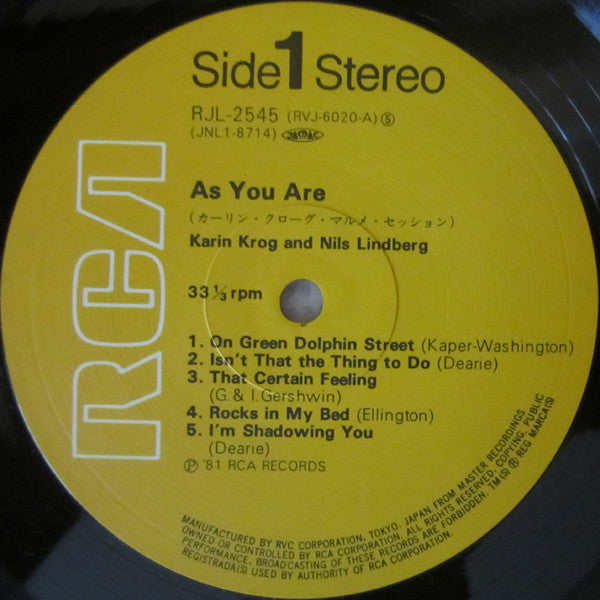 Side 1 Stereo
RJL-2545 (RVJ-6020-A) ⑤
(JNL1-8714) JASRAC
As You Are
(カーリン・クローグ・マルメ・セッション)
Karin Krog and Nils Lindberg
33 1/3 rpm
1. On Green Dolphin Street (Kaper-Washington)
2. Isn't That the Thing to Do (Dearie)
3. That Certain Feeling
(G. & I. Gershwin)
4. Rocks in My Bed (Ellington)
5. I'm Shadowing You
(Dearie)
Ⓟ '81 RCA RECORDS
RCA
MANUFACTURED BY RVC CORPORATION, TOKYO, JAPAN FROM MASTER RECORDINGS
OWNED OR CONTROLLED BY RCA CORPORATION. ALL RIGHTS RESERVED, COPYING, PUBLIC
PERFORMANCE, BROADCASTING OF THESE RECORDS ARE FORBIDDEN. TM(S) ® REG MARCA(S)
REGISTRADA(S) USED BY AUTHORITY OF RCA CORPORATION.